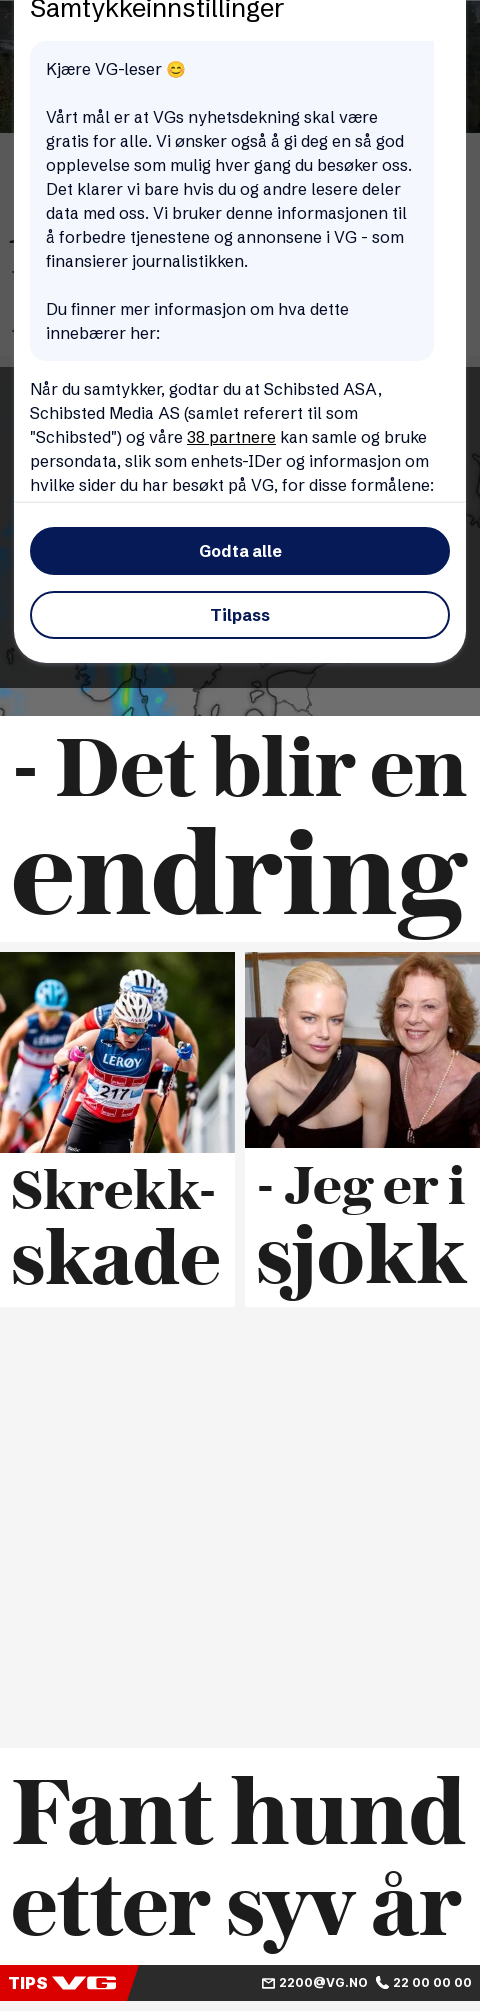 Samtykkeinnstillinger
Kjære VG-leser 😊
Vårt mål er at VGs nyhetsdekning skal være
gratis for alle. Vi ønsker også å gi deg en så god
opplevelse som mulig hver gang du besøker oss.
Det klarer vi bare hvis du og andre lesere deler
data med oss. Vi bruker denne informasjonen til
å forbedre tjenestene og annonsene i VG - som
finansierer journalistikken.
Du finner mer informasjon om hva dette
innebærer her:
Når du samtykker, godtar du at Schibsted ASA,
Schibsted Media AS (samlet referert til som
"Schibsted") og våre 38 partnere kan samle og bruke
persondata, slik som enhets-IDer og informasjon om
hvilke sider du har besøkt på VG, for disse formålene:
Godta alle
Tilpass
- Det blir en
endring
LERØY
217
Skrekk-
skade
- Jeg er i
sjokk
Fant hund
etter syv år
TIPS VG 2200@VG.NO 22 00 00 00